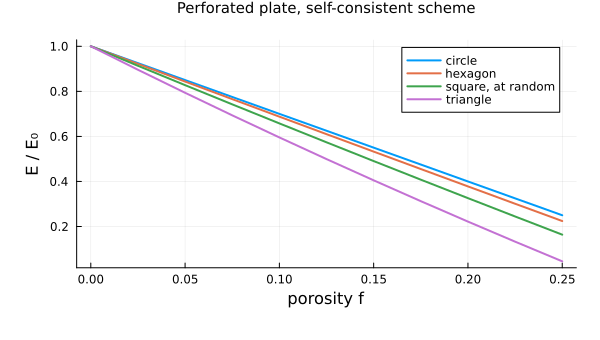 Perforated plate, self-consistent scheme
1.0
0.8
0.6
0.4
0.2
E / E₀
circle
hexagon
square, at random
triangle
0.00 0.05 0.10 0.15 0.20 0.25
porosity f